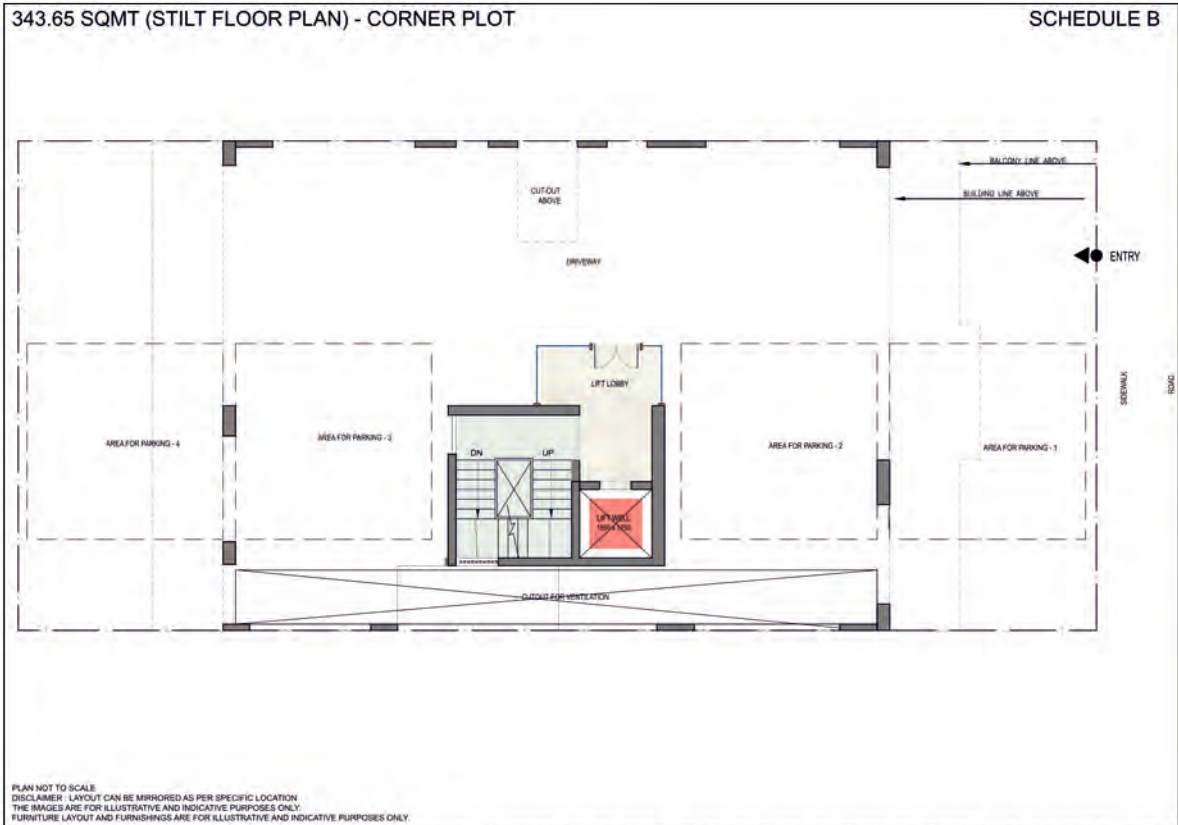 343.65 SQMT (STILT FLOOR PLAN) - CORNER PLOT
SCHEDULE B
BALCONY LINE ABOVE
BUILDING LINE ABOVE
CUT-OUT
ABOVE
ENTRY
DRIVEWAY
LIFT LOBBY
SIDEWALK
ROAD
AREA FOR PARKING - 4
AREA FOR PARKING - 3
AREA FOR PARKING - 2
AREA FOR PARKING - 1
DN
UP
LIFT WELL
CUTOUT FOR VENTILATION
PLAN NOT TO SCALE
DISCLAIMER : LAYOUT CAN BE MIRRORED AS PER SPECIFIC LOCATION
THE IMAGES ARE FOR ILLUSTRATIVE AND INDICATIVE PURPOSES ONLY.
FURNITURE LAYOUT AND FURNISHINGS ARE FOR ILLUSTRATIVE AND INDICATIVE PURPOSES ONLY.